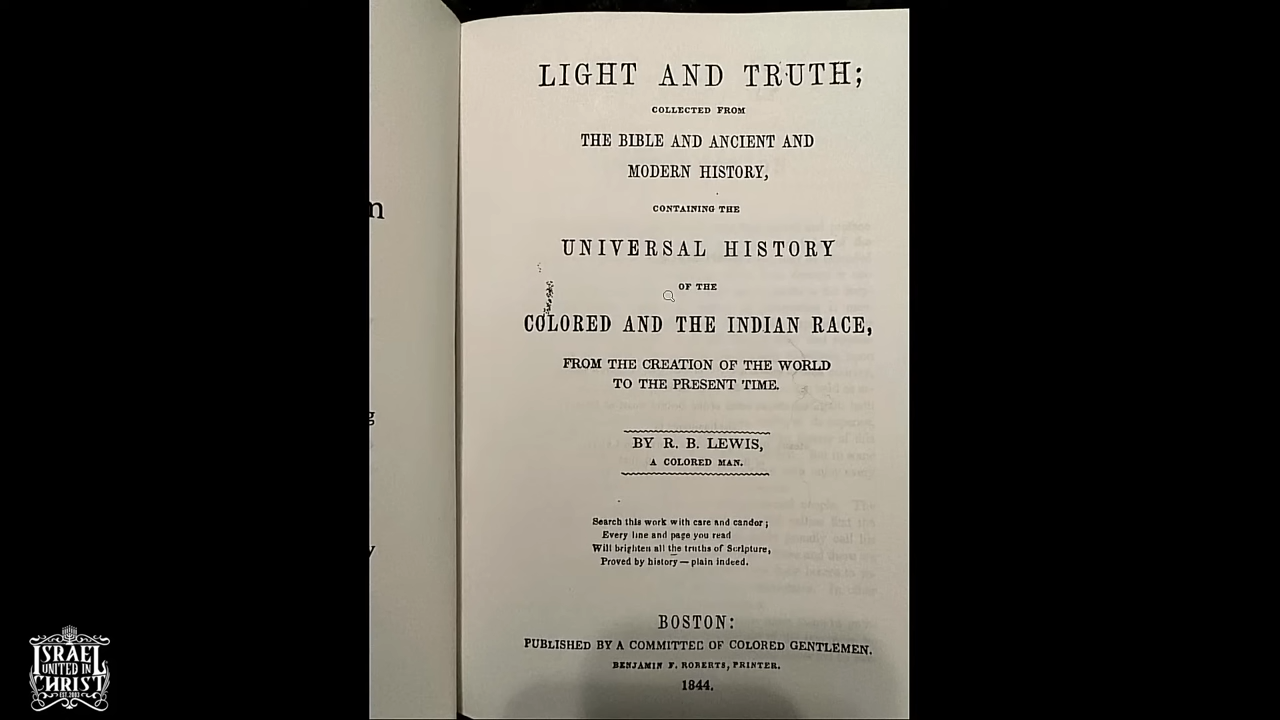 LIGHT AND TRUTH;
COLLECTED FROM
THE BIBLE AND ANCIENT AND
MODERN HISTORY,
CONTAINING THE
UNIVERSAL HISTORY
OF THE
COLORED AND THE INDIAN RACE,
FROM THE CREATION OF THE WORLD
TO THE PRESENT TIME.
BY R. B. LEWIS,
A COLORED MAN.
Search this work with care and candor;
Every line and page you read
Will brighten all the truths of Scripture,
Proved by history — plain indeed.
BOSTON:
PUBLISHED BY A COMMITTEE OF COLORED GENTLEMEN.
BENJAMIN F. ROBERTS, PRINTER.
1844.
ISRAEL
UNITED IN
CHRIST
EST. 2003